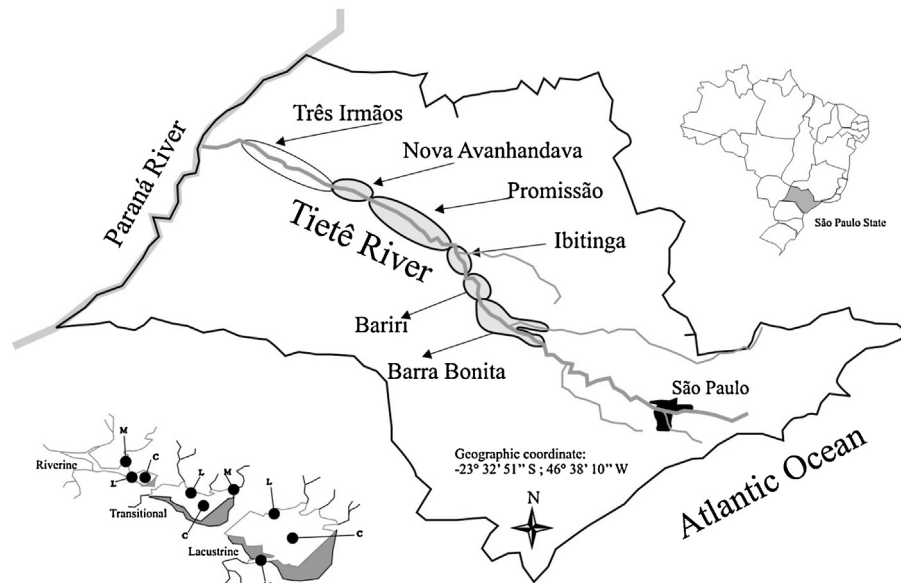 Três Irmãos
Nova Avanhandava
Promissão
Ibitinga
Paraná River
Tietê River
Bariri
Barra Bonita
São Paulo State
São Paulo
Geographic coordinate:
-23° 32' 51" S ; 46° 38' 10" W
N
Atlantic Ocean
M
Riverine
L
C
L
M
Transitional
C
L
C
Lacustrine